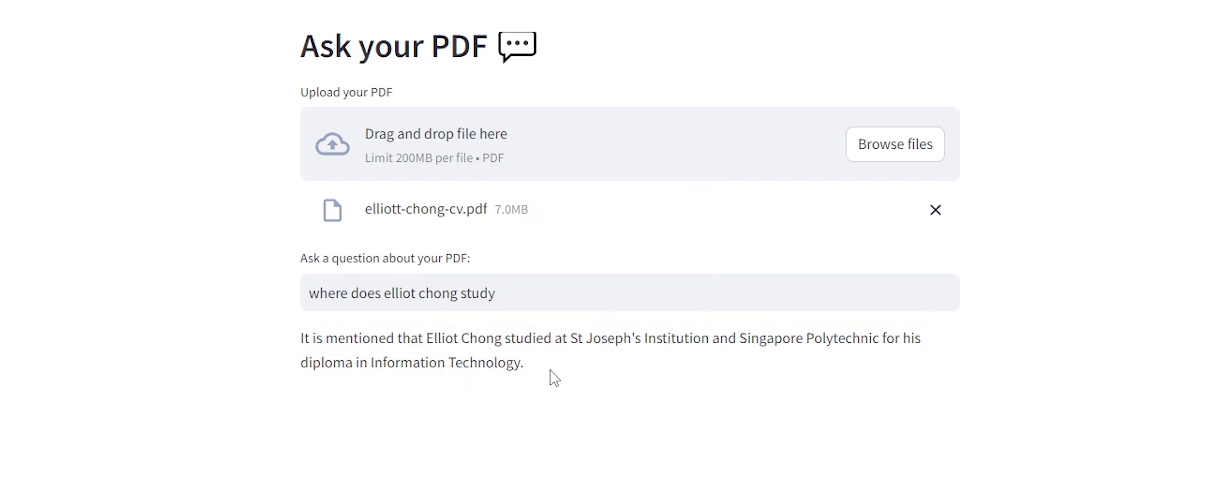 Ask your PDF
Upload your PDF
Drag and drop file here
Limit 200MB per file • PDF
Browse files
elliott-chong-cv.pdf 7.0MB
Ask a question about your PDF:
where does elliot chong study
It is mentioned that Elliot Chong studied at St Joseph's Institution and Singapore Polytechnic for his
diploma in Information Technology.